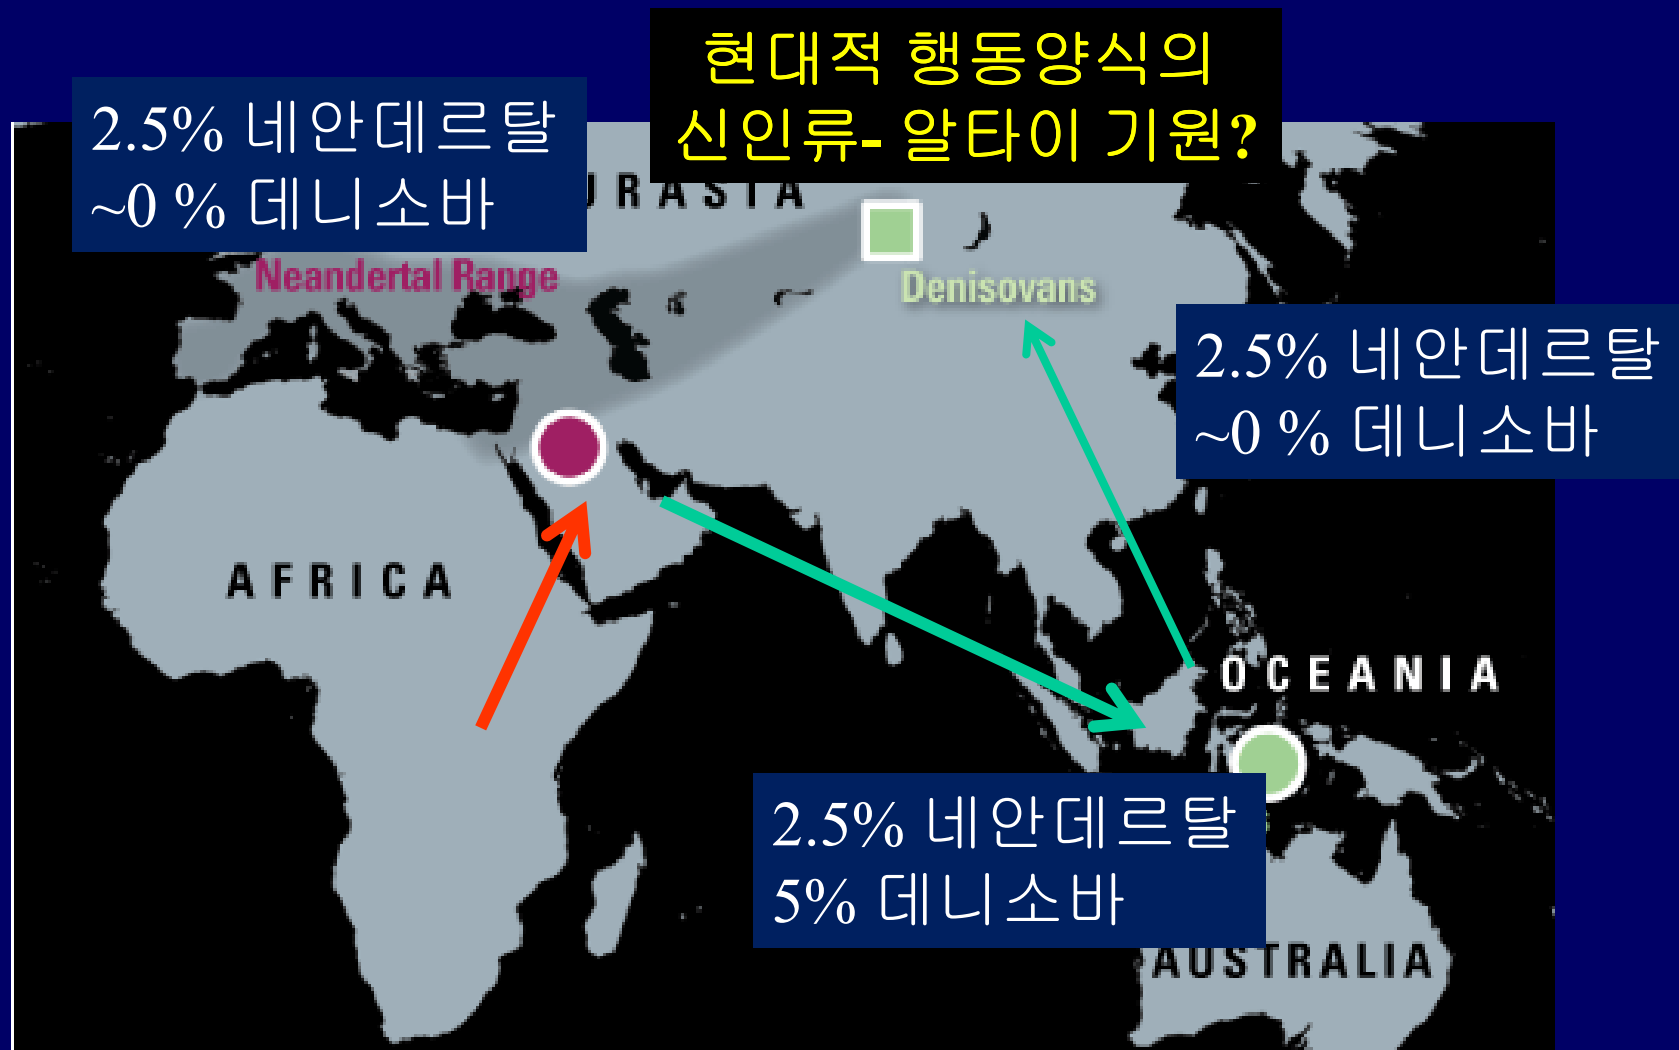 현대적 행동양식의
신인류- 알타이 기원?
2.5% 네안데르탈
~0 % 데니소바
URASIA
Neandertal Range
Denisovans
2.5% 네안데르탈
~0 % 데니소바
AFRICA
OCEANIA
2.5% 네안데르탈
5% 데니소바
AUSTRALIA